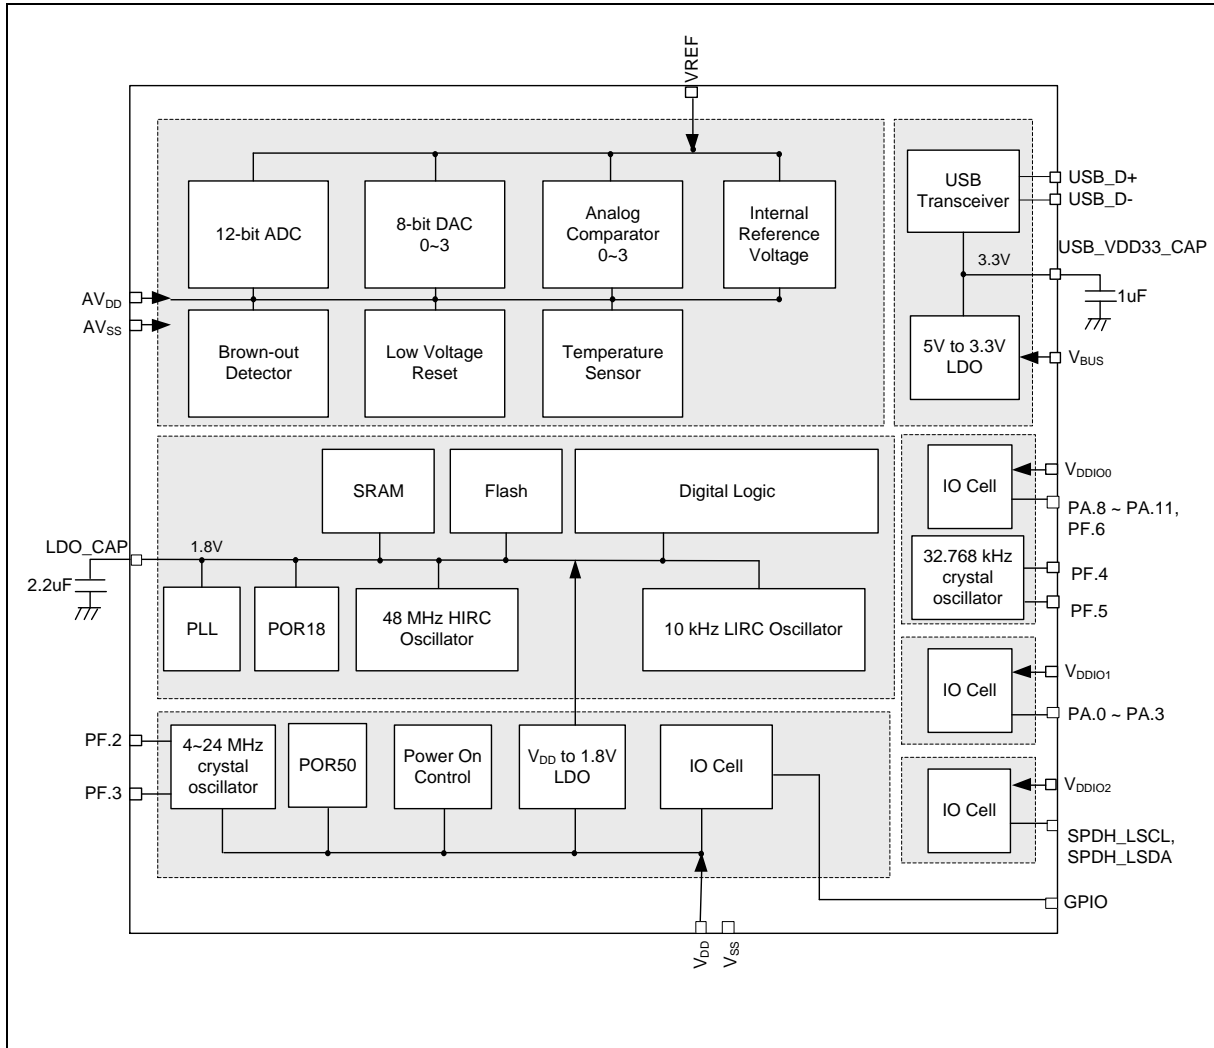 VREF
12-bit ADC
8-bit DAC
0~3
Analog
Comparator
0~3
Internal
Reference
Voltage
USB
Transceiver
USB_D+
USB_D-
USB_VDD33_CAP
3.3V
1uF
AVDD
AVSS
Brown-out
Detector
Low Voltage
Reset
Temperature
Sensor
5V to 3.3V
LDO
VBUS
SRAM
Flash
Digital Logic
IO Cell
VDDIO0
PA.8 ~ PA.11,
PF.6
LDO_CAP
1.8V
2.2uF
PLL
POR18
48 MHz HIRC
Oscillator
10 kHz LIRC Oscillator
32.768 kHz
crystal
oscillator
PF.4
PF.5
IO Cell
VDDIO1
PA.0 ~ PA.3
PF.2
PF.3
4~24 MHz
crystal
oscillator
POR50
Power On
Control
VDD to 1.8V
LDO
IO Cell
IO Cell
VDDIO2
SPDH_LSCL,
SPDH_LSDA
GPIO
VDD
VSS